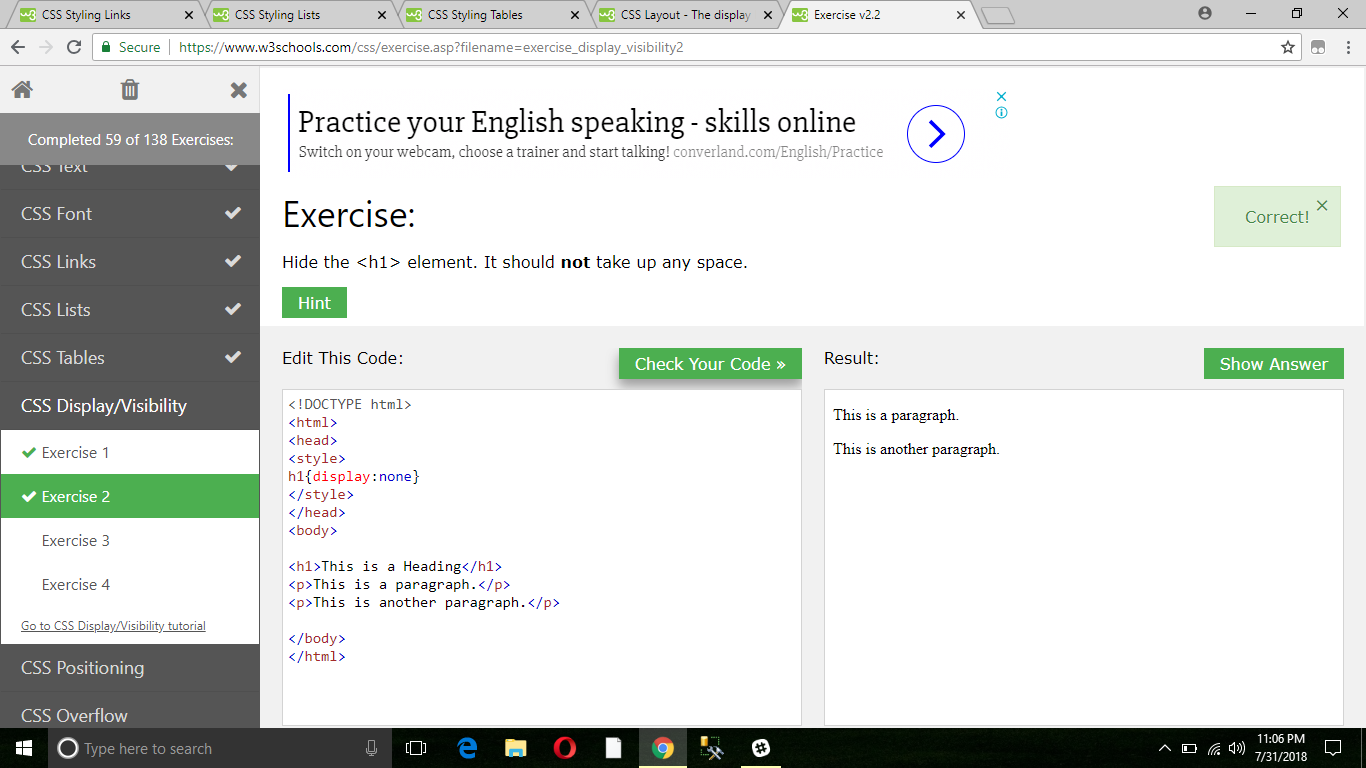 CSS Styling Links
CSS Styling Lists
CSS Styling Tables
CSS Layout - The display
Exercise v2.2
Secure
https://www.w3schools.com/css/exercise.asp?filename=exercise_display_visibility2
Completed 59 of 138 Exercises:
CSS Text
CSS Font
CSS Links
CSS Lists
CSS Tables
CSS Display/Visibility
Exercise 1
Exercise 2
Exercise 3
Exercise 4
Go to CSS Display/Visibility tutorial
CSS Positioning
CSS Overflow
Practice your English speaking - skills online
Switch on your webcam, choose a trainer and start talking! converland.com/English/Practice
Exercise:
Correct!
Hide the <h1> element. It should not take up any space.
Hint
Edit This Code:
Check Your Code »
<!DOCTYPE html>
<html>
<head>
<style>
h1{display:none}
</style>
</head>
<body>
<h1>This is a Heading</h1>
<p>This is a paragraph.</p>
<p>This is another paragraph.</p>
</body>
</html>
Result:
Show Answer
This is a paragraph.
This is another paragraph.
Type here to search
11:06 PM
7/31/2018